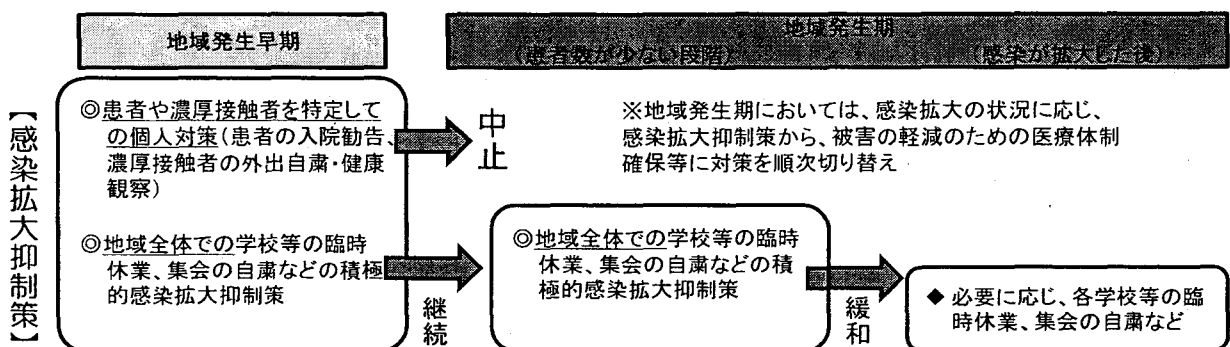 地域発生早期
地域発生期
(患者数が少ない段階)
(感染が拡大した後)
【感染拡大抑制策】
◎患者や濃厚接触者を特定して
の個人対策(患者の入院勧告、
濃厚接触者の外出自粛・健康
観察)
中止
※地域発生期においては、感染拡大の状況に応じ、
感染拡大抑制策から、被害の軽減のための医療体制
確保等に対策を順次切り替え
◎地域全体での学校等の臨時
休業、集会の自粛などの積極
的感染拡大抑制策
継続
◎地域全体での学校等の臨時
休業、集会の自粛などの積
極的感染拡大抑制策
緩和
◆ 必要に応じ、各学校等の臨
時休業、集会の自粛など